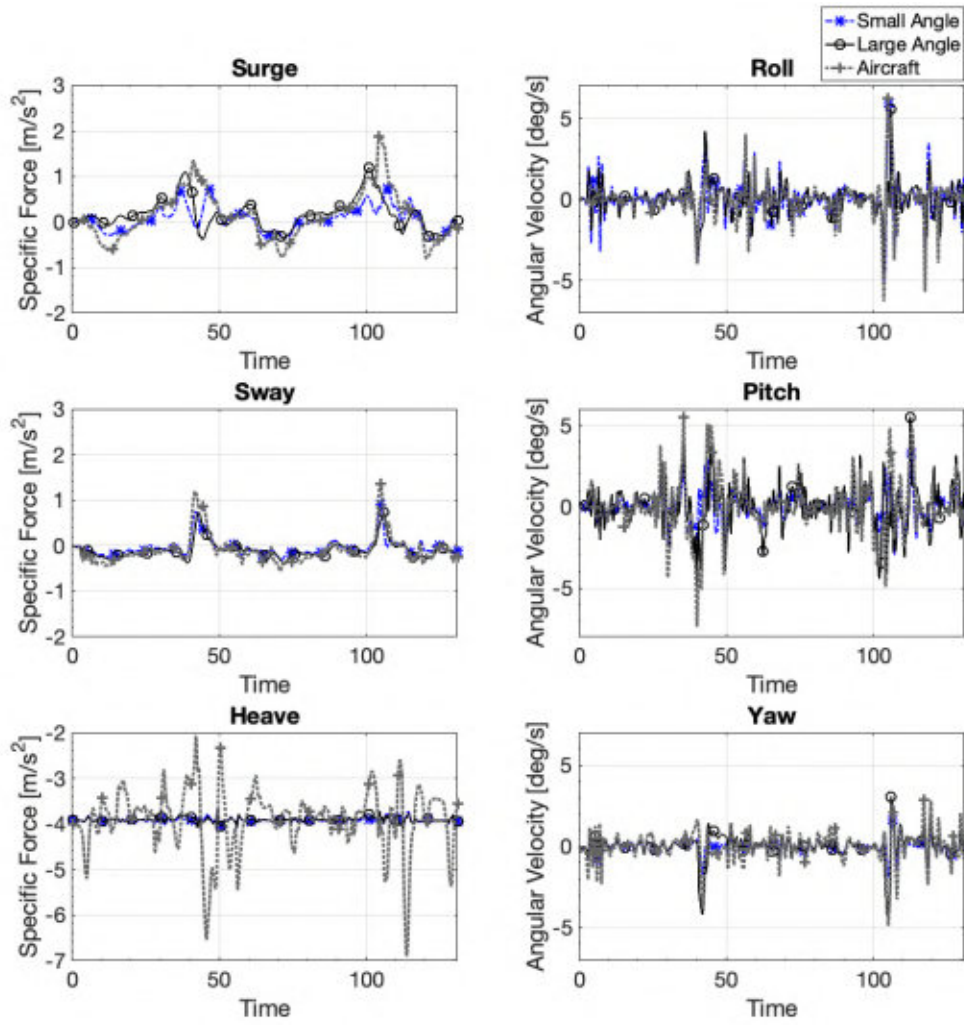 Small Angle
Large Angle
Aircraft
Surge
Specific Force [m/s²]
3
2
1
0
-1
-2
0
50
100
Time
Roll
Angular Velocity [deg/s]
5
0
-5
0
50
100
Time
Sway
Specific Force [m/s²]
3
2
1
0
-1
-2
0
50
100
Time
Pitch
Angular Velocity [deg/s]
5
0
-5
0
50
100
Time
Heave
Specific Force [m/s²]
-2
-3
-4
-5
-6
-7
0
50
100
Time
Yaw
Angular Velocity [deg/s]
5
0
-5
0
50
100
Time